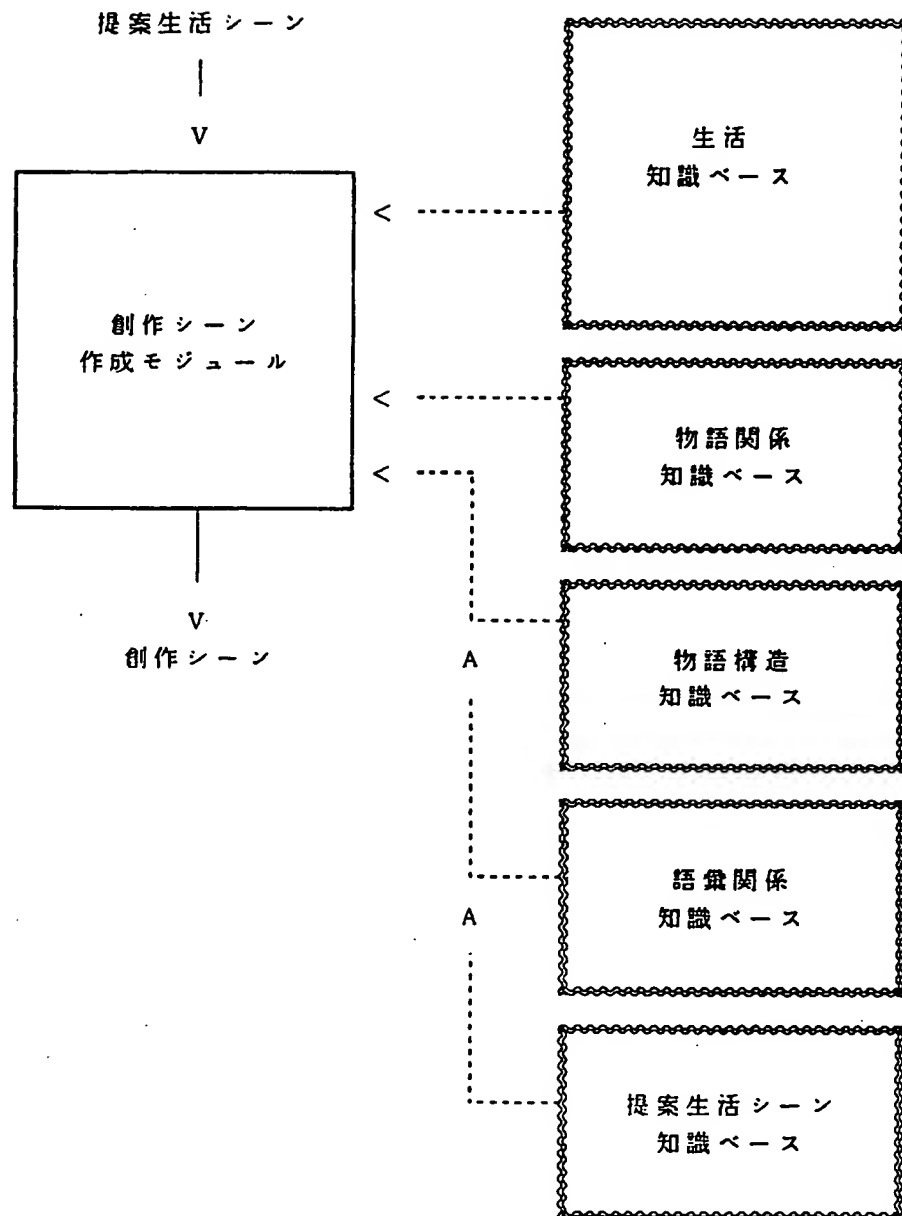 提案生活シーン
V
創作シーン
作成モジュール
V
創作シーン
<
<
<
A
A
生活
知識ベース
物語関係
知識ベース
物語構造
知識ベース
語彙関係
知識ベース
提案生活シーン
知識ベース